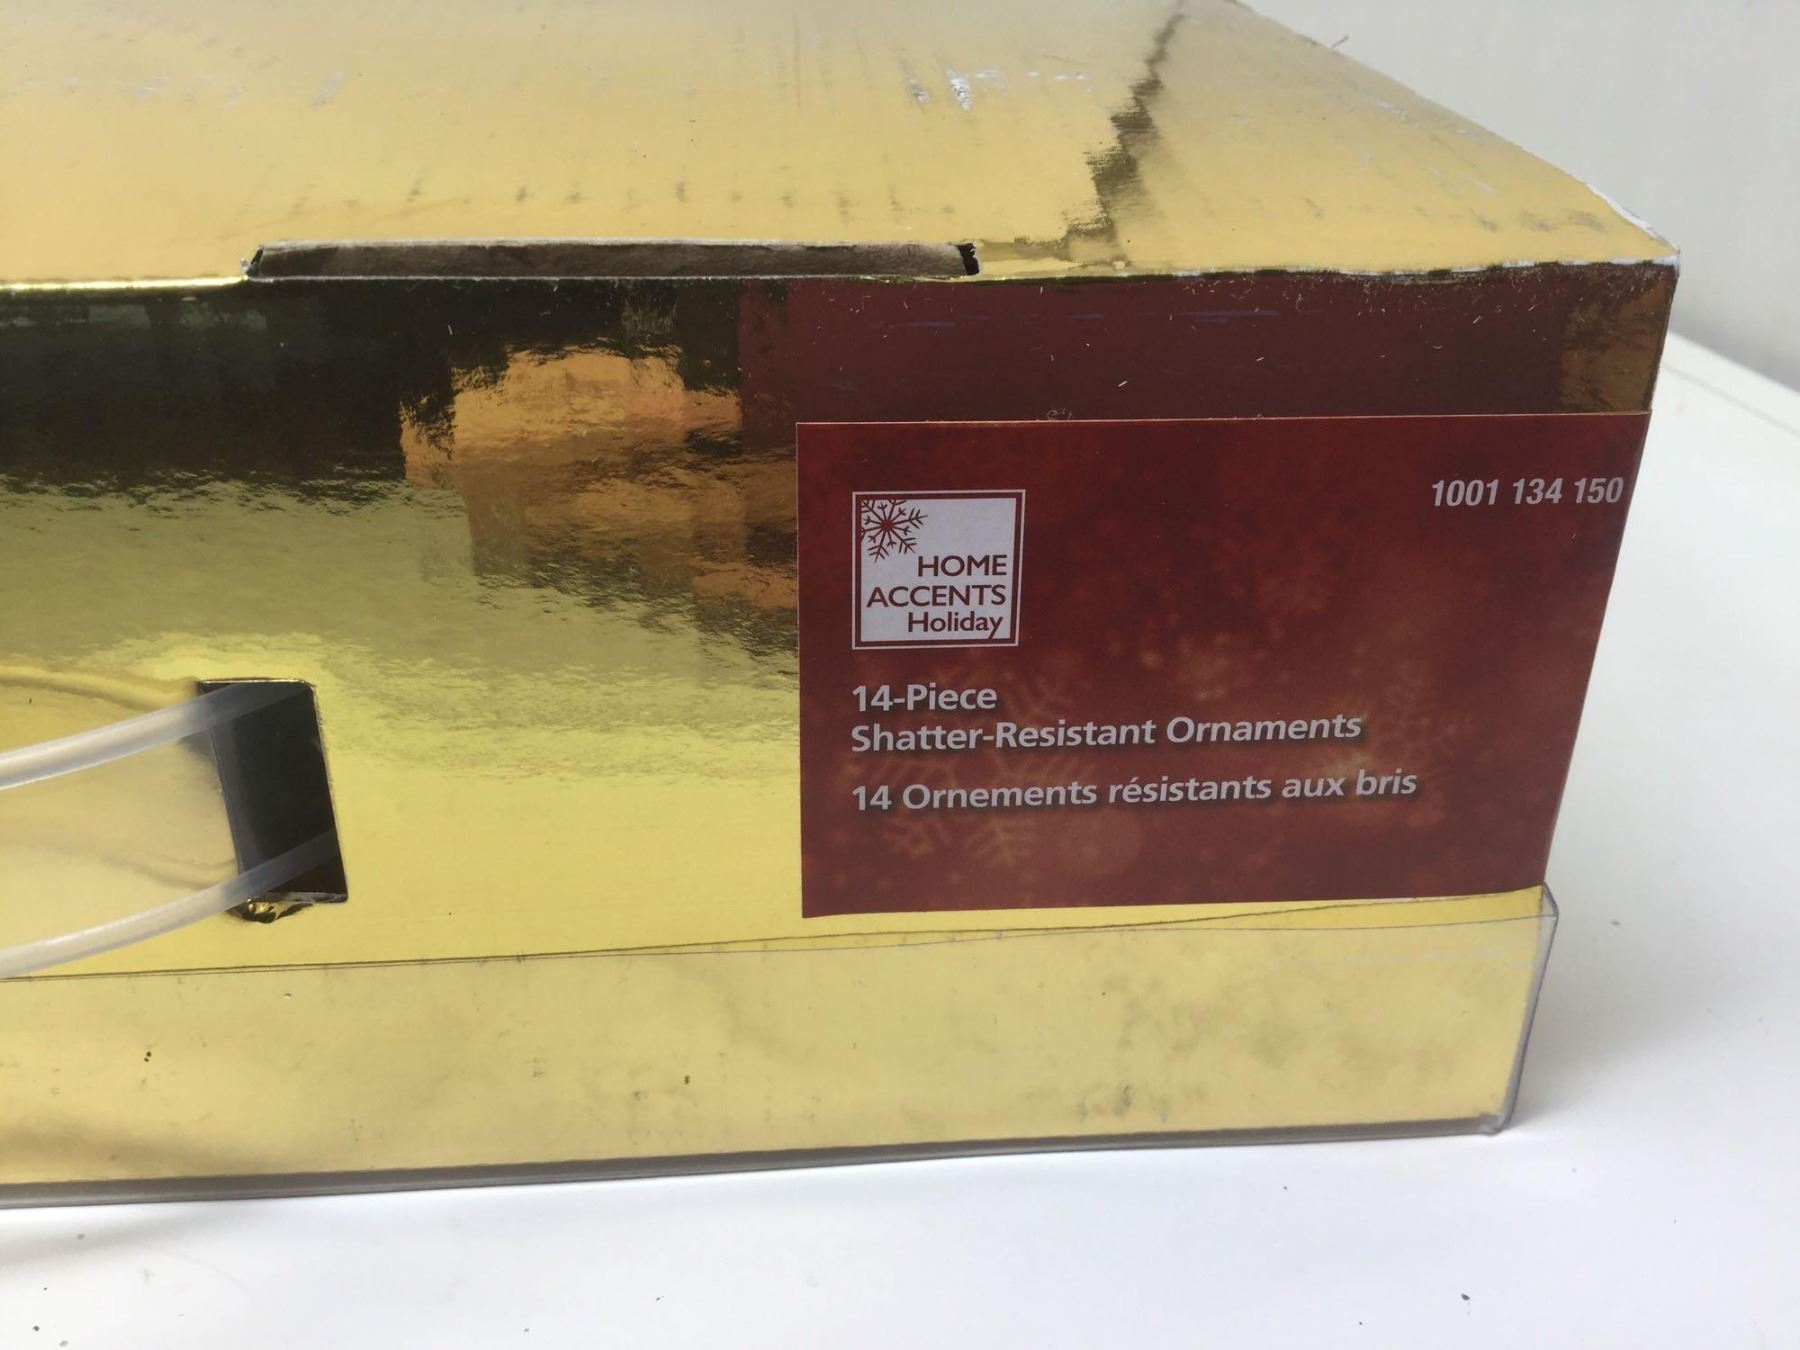 1001 134 150
HOME
ACCENTS
Holiday
14-Piece
Shatter-Resistant Ornaments
14 Ornements résistants aux bris